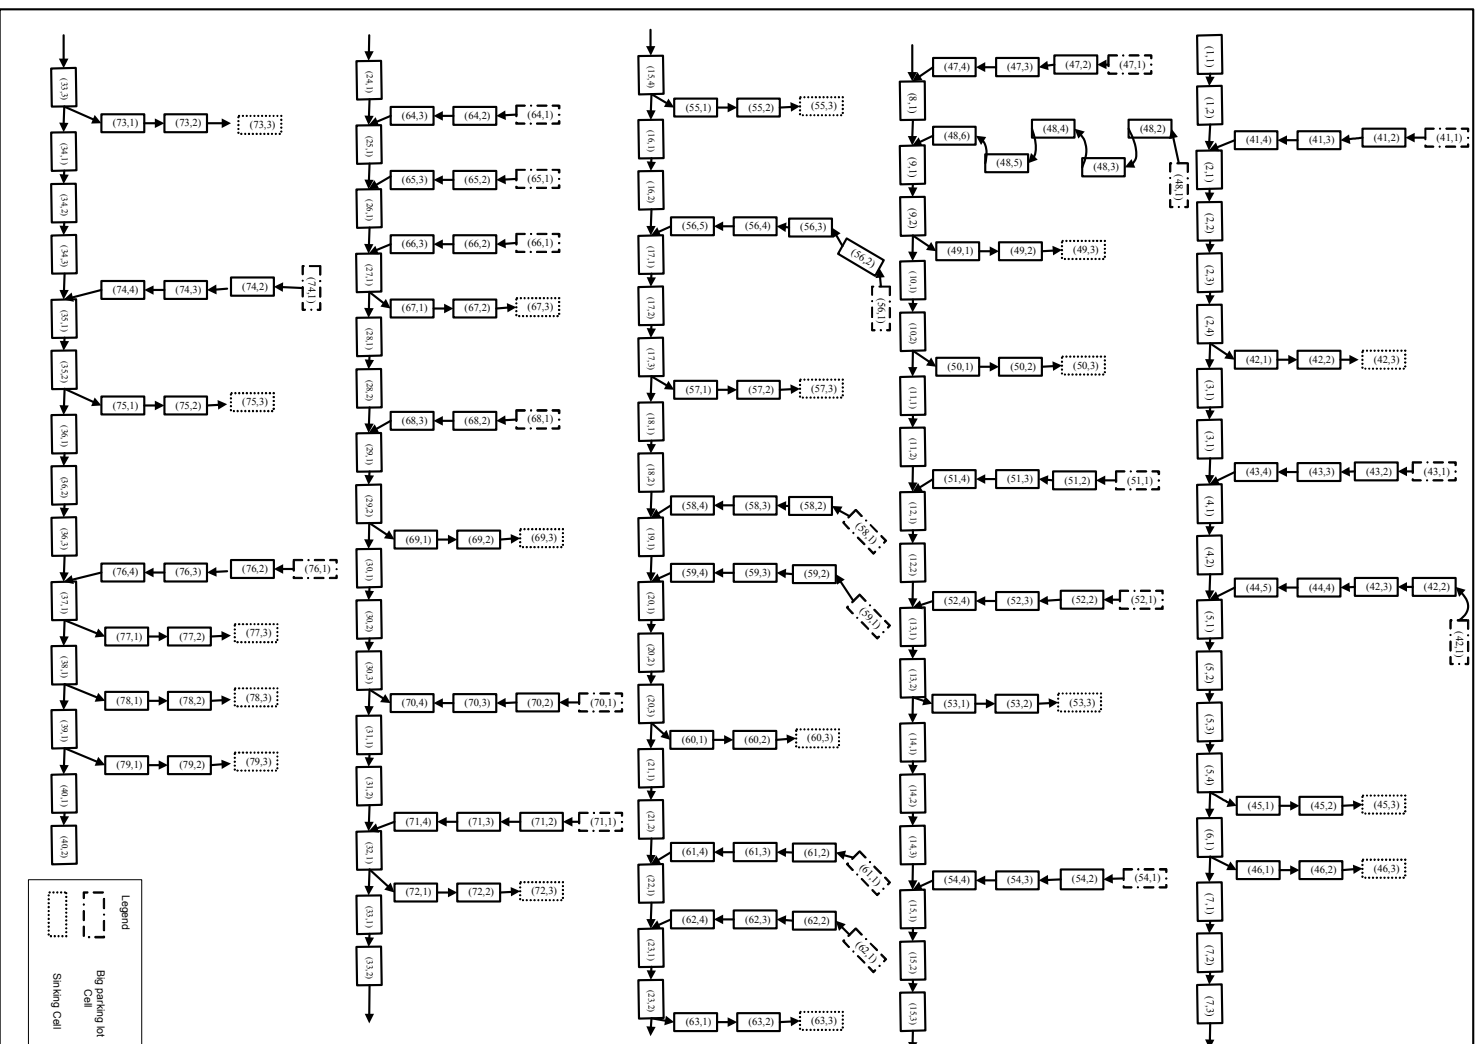 (33,3)
(73,1) (73,2) (73,3)
(34,1)
(34,2)
(34,3)
(74,4) (74,3) (74,2) (74,1)
(35,1)
(35,2)
(75,1) (75,2) (75,3)
(36,1)
(36,2)
(36,3)
(76,4) (76,3) (76,2) (76,1)
(37,1)
(77,1) (77,2) (77,3)
(38,1)
(78,1) (78,2) (78,3)
(39,1)
(79,1) (79,2) (79,3)
(40,1)
(40,2)
(24,1)
(64,3) (64,2) (64,1)
(25,1)
(65,3) (65,2) (65,1)
(26,1)
(66,3) (66,2) (66,1)
(27,1)
(67,1) (67,2) (67,3)
(28,1)
(28,2)
(68,3) (68,2) (68,1)
(29,1)
(29,2)
(69,1) (69,2) (69,3)
(30,1)
(30,2)
(30,3)
(70,4) (70,3) (70,2) (70,1)
(31,1)
(31,2)
(71,4) (71,3) (71,2) (71,1)
(32,1)
(72,1) (72,2) (72,3)
(33,1)
(33,2)
(15,4)
(55,1) (55,2) (55,3)
(16,1)
(16,2)
(56,5) (56,4) (56,3) (56,2) (56,1)
(17,1)
(17,2)
(17,3)
(57,1) (57,2) (57,3)
(18,1)
(18,2)
(58,4) (58,3) (58,2) (58,1)
(19,1)
(59,4) (59,3) (59,2) (59,1)
(20,1)
(20,2)
(20,3)
(60,1) (60,2) (60,3)
(21,1)
(21,2)
(61,4) (61,3) (61,2) (61,1)
(22,1)
(62,4) (62,3) (62,2) (62,1)
(23,1)
(23,2)
(63,1) (63,2) (63,3)
(47,4) (47,3) (47,2) (47,1)
(8,1)
(48,6) (48,5) (48,4) (48,3) (48,2) (48,1)
(9,1)
(9,2)
(49,1) (49,2) (49,3)
(10,1)
(10,2)
(50,1) (50,2) (50,3)
(11,1)
(11,2)
(51,4) (51,3) (51,2) (51,1)
(12,1)
(12,2)
(52,4) (52,3) (52,2) (52,1)
(13,1)
(13,2)
(53,1) (53,2) (53,3)
(14,1)
(14,2)
(14,3)
(54,4) (54,3) (54,2) (54,1)
(15,1)
(15,2)
(15,3)
(1,1)
(1,2)
(41,4) (41,3) (41,2) (41,1)
(2,1)
(2,2)
(2,3)
(2,4)
(42,1) (42,2) (42,3)
(3,1)
(3,1)
(43,4) (43,3) (43,2) (43,1)
(4,1)
(4,2)
(44,5) (44,4) (42,3) (42,2) (42,1)
(5,1)
(5,2)
(5,3)
(5,4)
(45,1) (45,2) (45,3)
(6,1)
(46,1) (46,2) (46,3)
(7,1)
(7,2)
(7,3)
Legend
Big parking lot
Cell
Sinking Cell